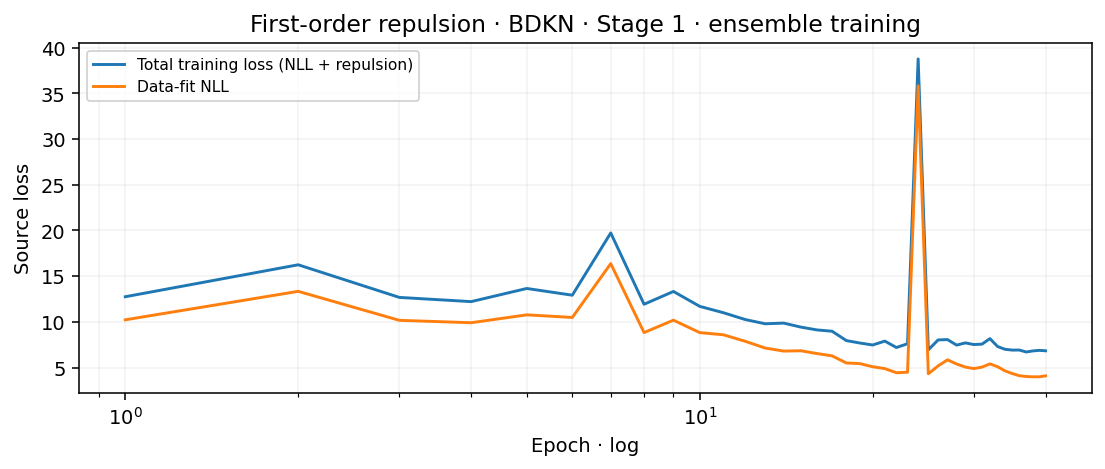 First-order repulsion · BDKN · Stage 1 · ensemble training
Total training loss (NLL + repulsion)
Data-fit NLL
Source loss
40
35
30
25
20
15
10
5
10⁰
10¹
Epoch · log